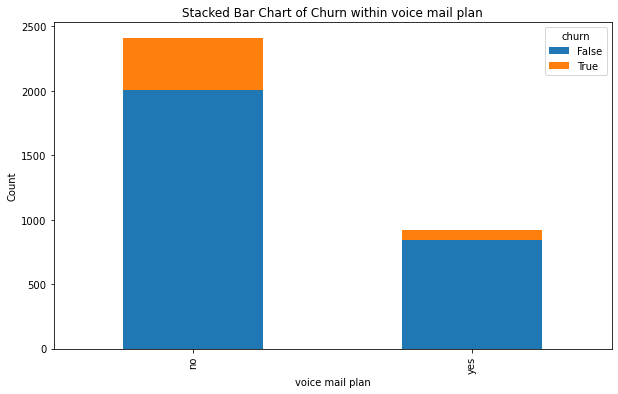 Stacked Bar Chart of Churn within voice mail plan
churn
False
True
2500
2000
1500
1000
500
0
Count
no
yes
voice mail plan